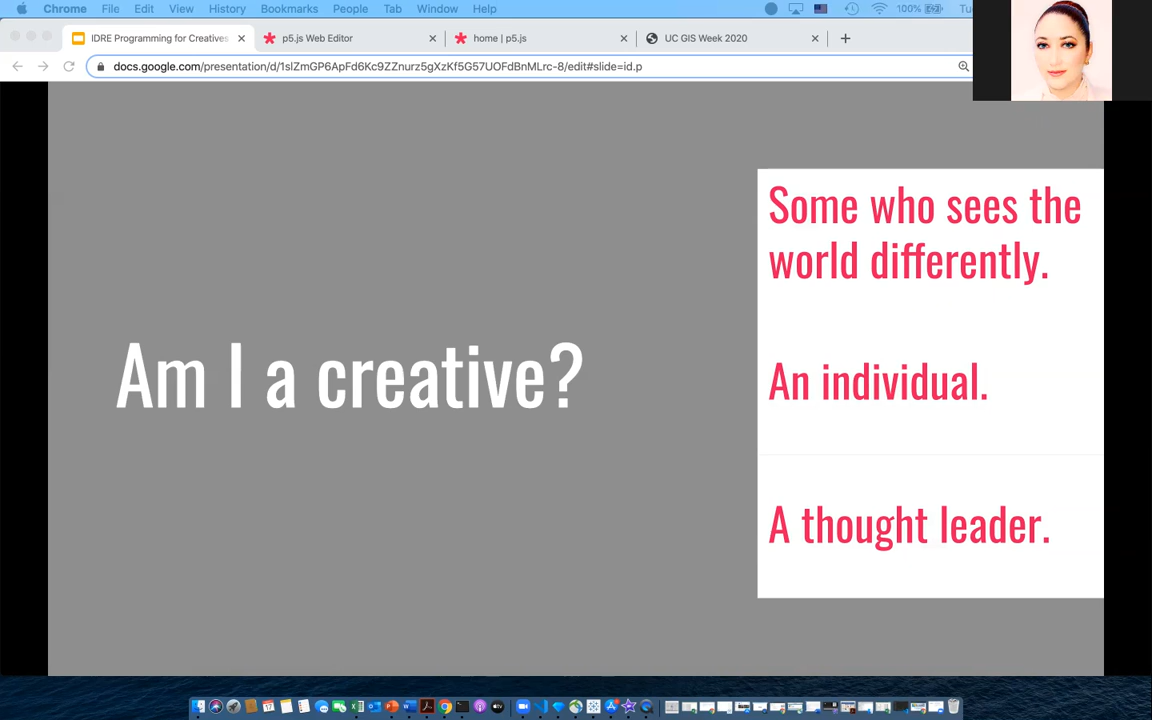 Chrome File Edit View History Bookmarks People Tab Window Help 100% Tu
IDRE Programming for Creatives
p5.js Web Editor
home | p5.js
UC GIS Week 2020
docs.google.com/presentation/d/1slZmGP6ApFd6Kc9ZZnurz5gXzKf5G57UOFdBnMLrc-8/edit#slide=id.p
Am I a creative?
Some who sees the
world differently.
An individual.
A thought leader.